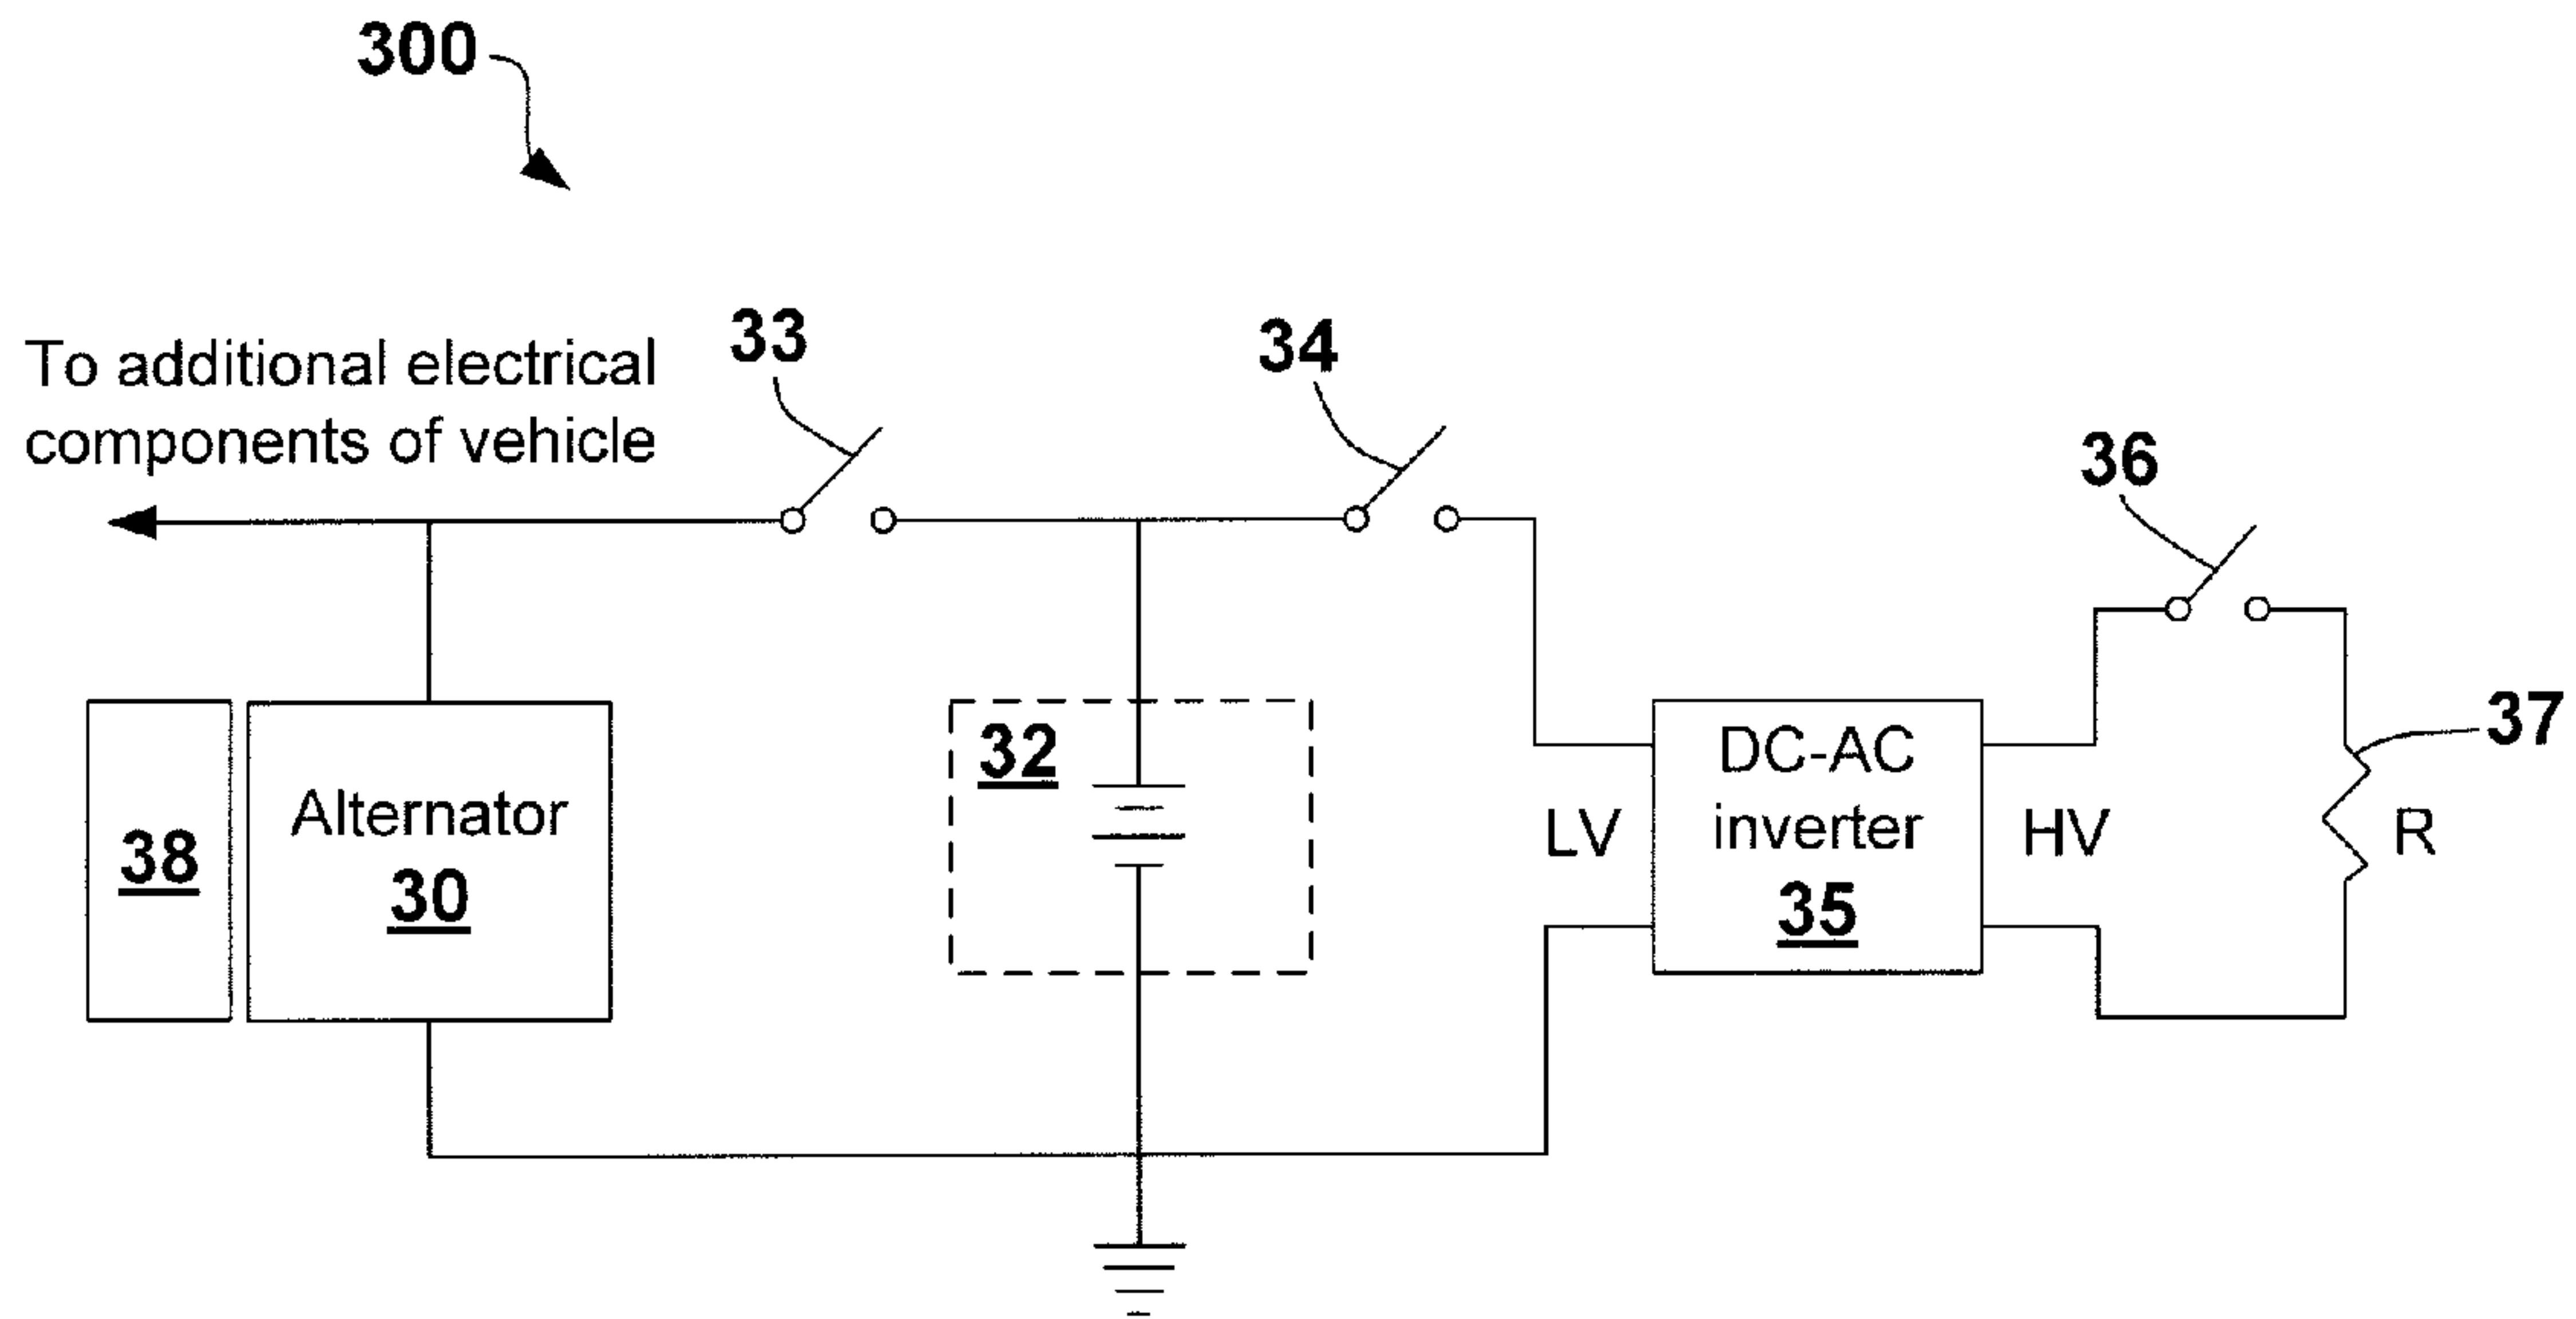 300
To additional electrical
components of vehicle
33
34
36
37
38
Alternator
30
32
LV
DC-AC
inverter
35
HV
R